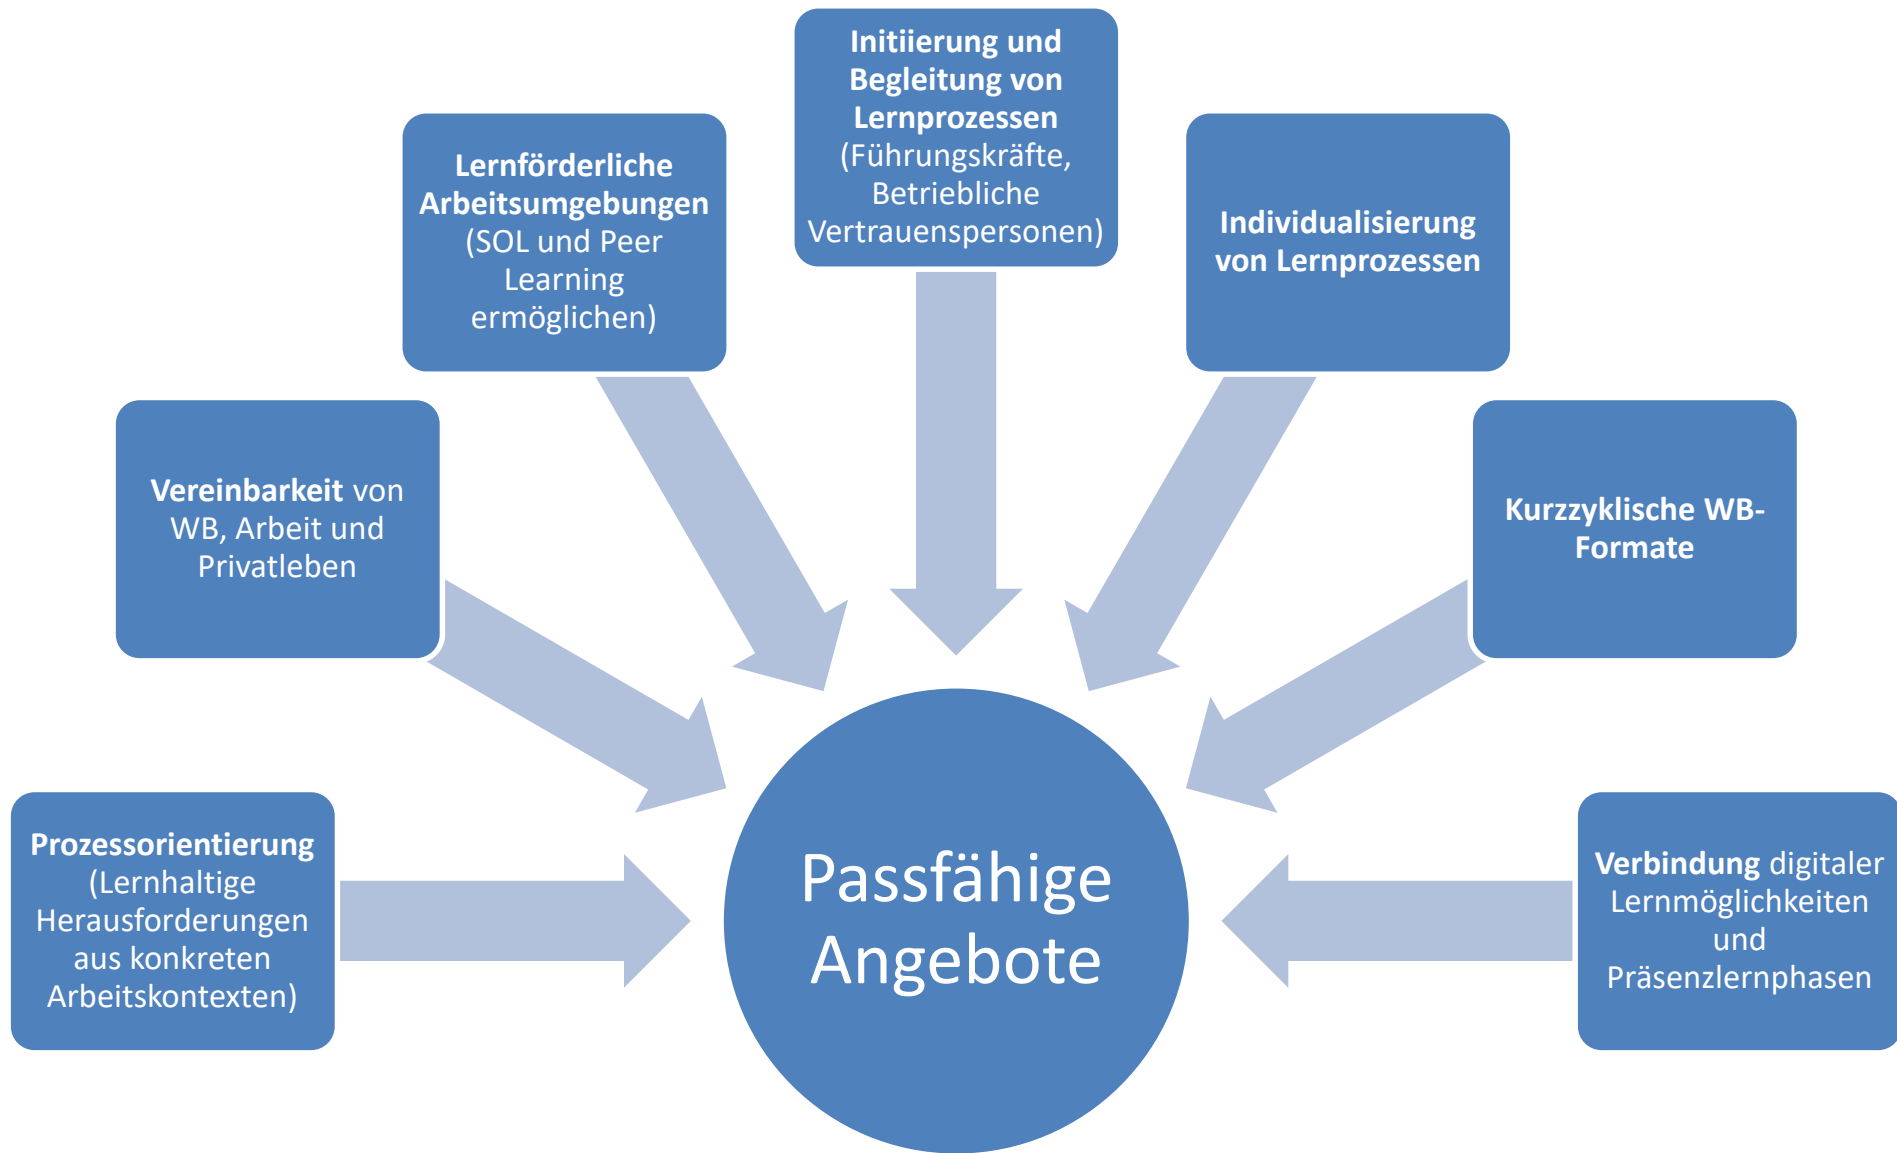 Initiierung und
Begleitung von
Lernprozessen
(Führungskräfte,
Betriebliche
Vertrauenspersonen)
Lernförderliche
Arbeitsumgebungen
(SOL und Peer
Learning
ermöglichen)
Individualisierung
von Lernprozessen
Vereinbarkeit von
WB, Arbeit und
Privatleben
Kurzzyklische WB-
Formate
Prozessorientierung
(Lernhaltige
Herausforderungen
aus konkreten
Arbeitskontexten)
Passfähige
Angebote
Verbindung digitaler
Lernmöglichkeiten
und
Präsenzlernphasen